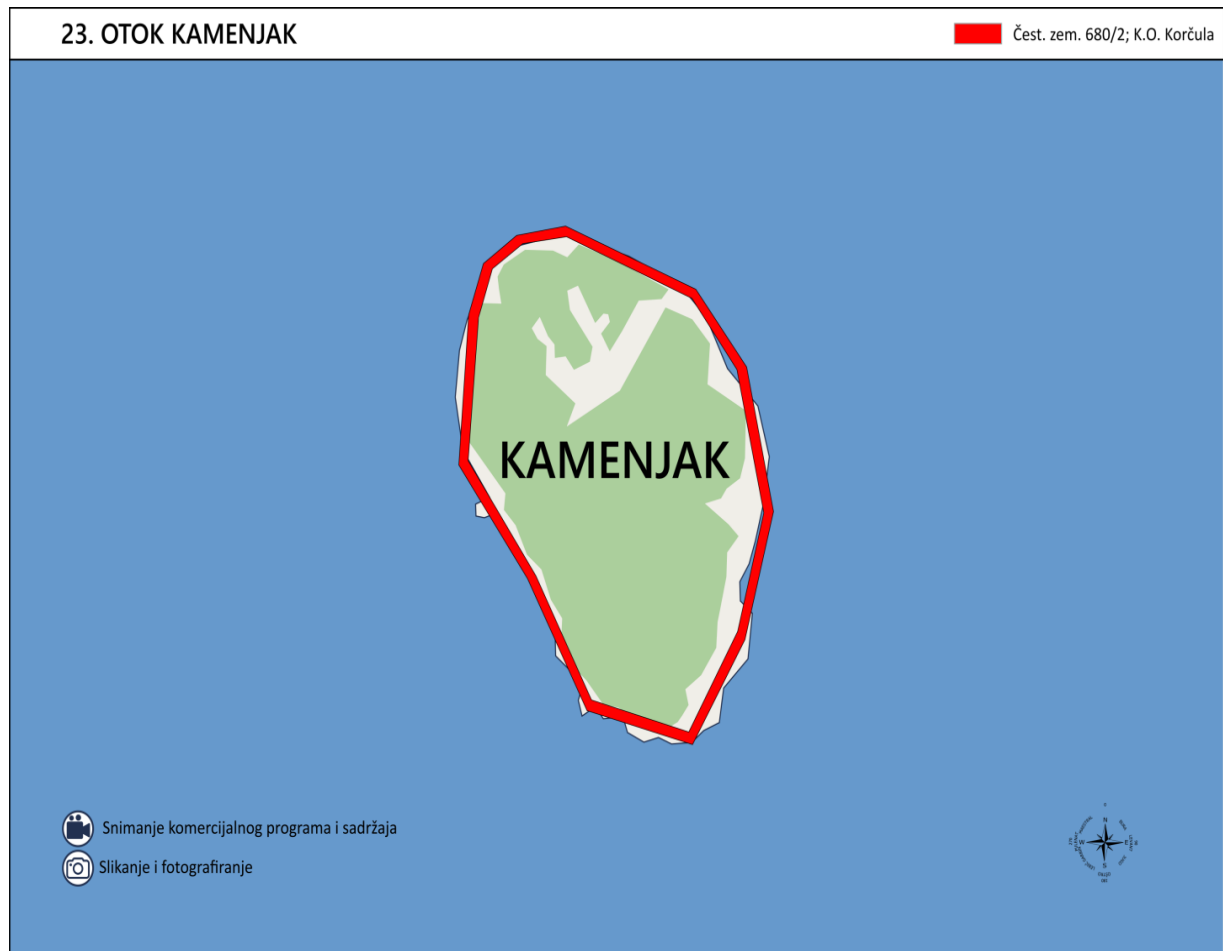 23. OTOK KAMENJAK
Čest. zem. 680/2; K.O. Korčula
KAMENJAK
Snimanje komercijalnog programa i sadržaja
Slikanje i fotografiranje
N
W
E
S